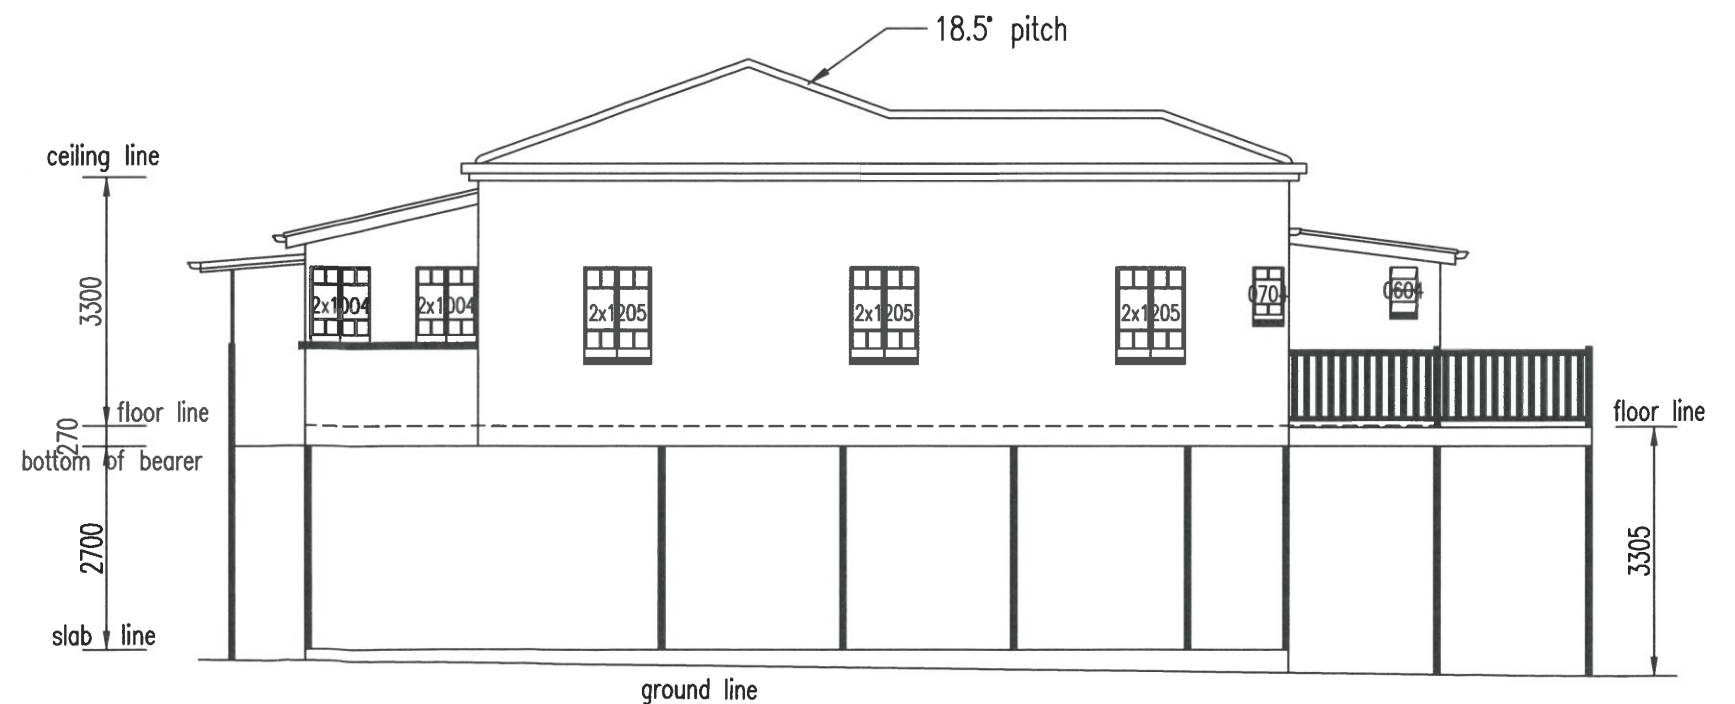 18.5° pitch
ceiling line
3300
2x1004
2x1004
2x1205
2x1205
2x1205
0704
0604
floor line
floor line
270
bottom of bearer
2700
3305
slab line
ground line